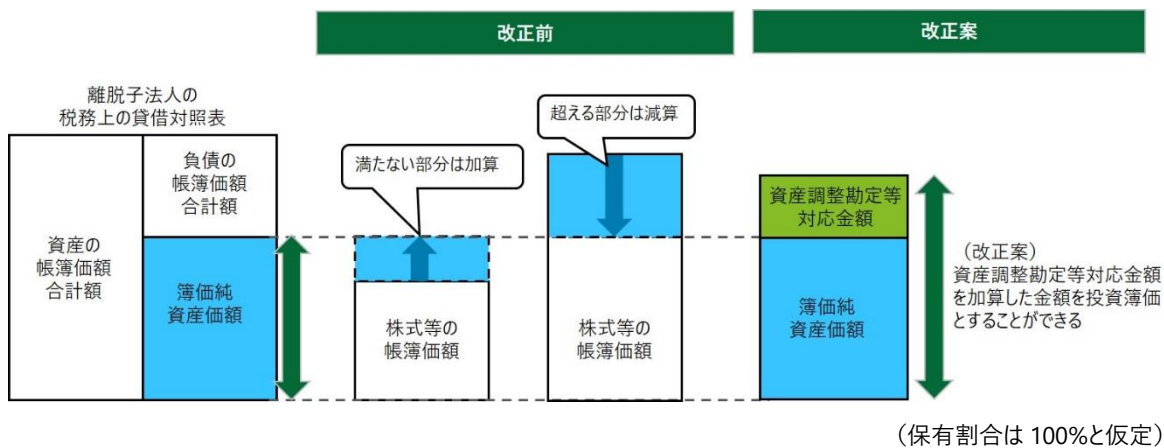 改正前
改正案
離脱子法人の
税務上の貸借対照表
資産の
帳簿価額
合計額
負債の
帳簿価額
合計額
簿価純
資産価額
満たない部分は加算
株式等の
帳簿価額
超える部分は減算
株式等の
帳簿価額
資産調整勘定等
対応金額
簿価純
資産価額
（改正案）
資産調整勘定等対応金額
を加算した金額を投資簿価
とすることができる
（保有割合は 100%と仮定）